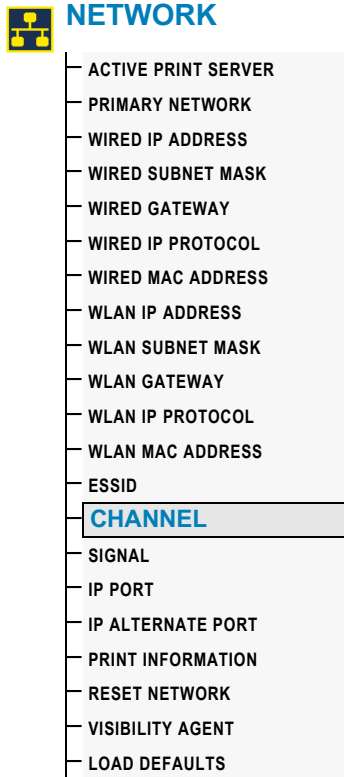 NETWORK
ACTIVE PRINT SERVER
PRIMARY NETWORK
WIRED IP ADDRESS
WIRED SUBNET MASK
WIRED GATEWAY
WIRED IP PROTOCOL
WIRED MAC ADDRESS
WLAN IP ADDRESS
WLAN SUBNET MASK
WLAN GATEWAY
WLAN IP PROTOCOL
WLAN MAC ADDRESS
ESSID
CHANNEL
SIGNAL
IP PORT
IP ALTERNATE PORT
PRINT INFORMATION
RESET NETWORK
VISIBILITY AGENT
LOAD DEFAULTS